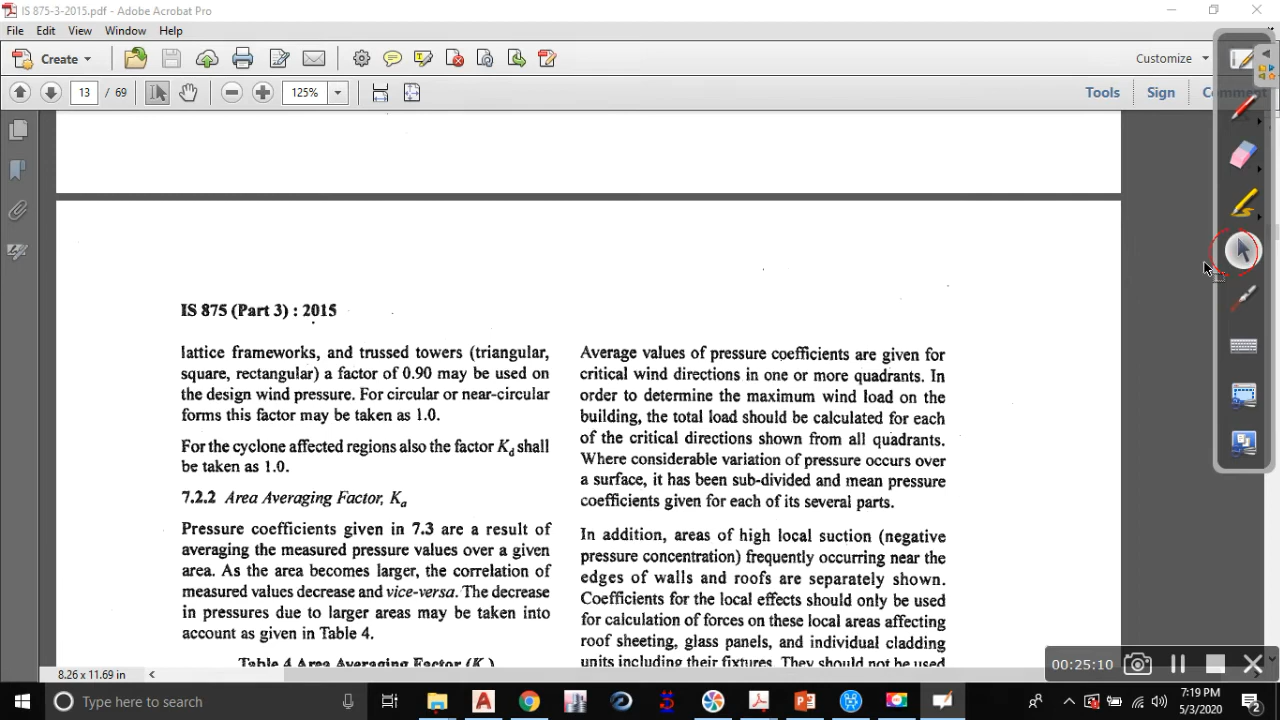 IS 875-3-2015.pdf - Adobe Acrobat Pro
File Edit View Window Help
Create
Customize
13 / 69
125%
Tools Sign Comment
IS 875 (Part 3) : 2015
lattice frameworks, and trussed towers (triangular,
square, rectangular) a factor of 0.90 may be used on
the design wind pressure. For circular or near-circular
forms this factor may be taken as 1.0.
For the cyclone affected regions also the factor Kd shall
be taken as 1.0.
7.2.2 Area Averaging Factor, Ka
Pressure coefficients given in 7.3 are a result of
averaging the measured pressure values over a given
area. As the area becomes larger, the correlation of
measured values decrease and vice-versa. The decrease
in pressures due to larger areas may be taken into
account as given in Table 4.
Table 4 Area Averaging Factor (K
Average values of pressure coefficients are given for
critical wind directions in one or more quadrants. In
order to determine the maximum wind load on the
building, the total load should be calculated for each
of the critical directions shown from all quadrants.
Where considerable variation of pressure occurs over
a surface, it has been sub-divided and mean pressure
coefficients given for each of its several parts.
In addition, areas of high local suction (negative
pressure concentration) frequently occurring near the
edges of walls and roofs are separately shown.
Coefficients for the local effects should only be used
for calculation of forces on these local areas affecting
roof sheeting, glass panels, and individual cladding
units including their fixtures. They should not be used
8.26 x 11.69 in
00:25:10
Type here to search
7:19 PM
5/3/2020
2